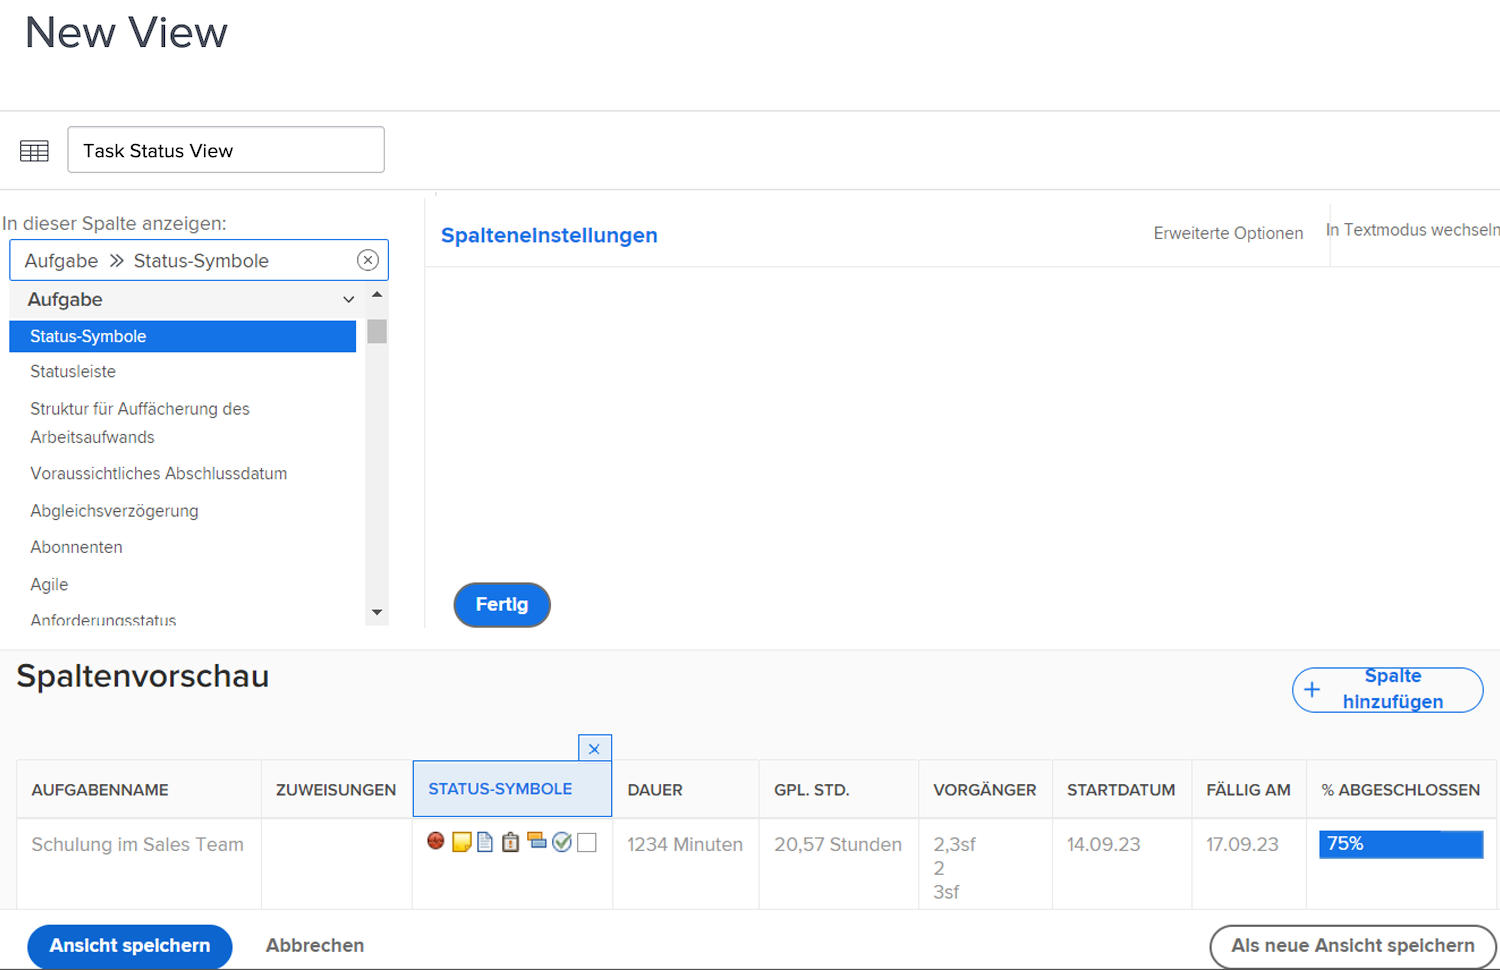 New View
Task Status View
In dieser Spalte anzeigen:
Aufgabe >> Status-Symbole
Aufgabe
Status-Symbole
Statusleiste
Struktur für Auffächerung des
Arbeitsaufwands
Voraussichtliches Abschlussdatum
Abgleichsverzögerung
Abonnenten
Agile
Anforderungsstatus
Spalteneinstellungen
Erweiterte Optionen
In Textmodus wechseln
Fertig
Spaltenvorschau
+ Spalte
hinzufügen
AUFGABENNAME ZUWEISUNGEN STATUS-SYMBOLE DAUER GPL. STD. VORGÄNGER STARTDATUM FÄLLIG AM % ABGESCHLOSSEN
Schulung im Sales Team 1234 Minuten 20,57 Stunden 2,3sf 14.09.23 17.09.23 75%
2
3sf
Ansicht speichern Abbrechen Als neue Ansicht speichern